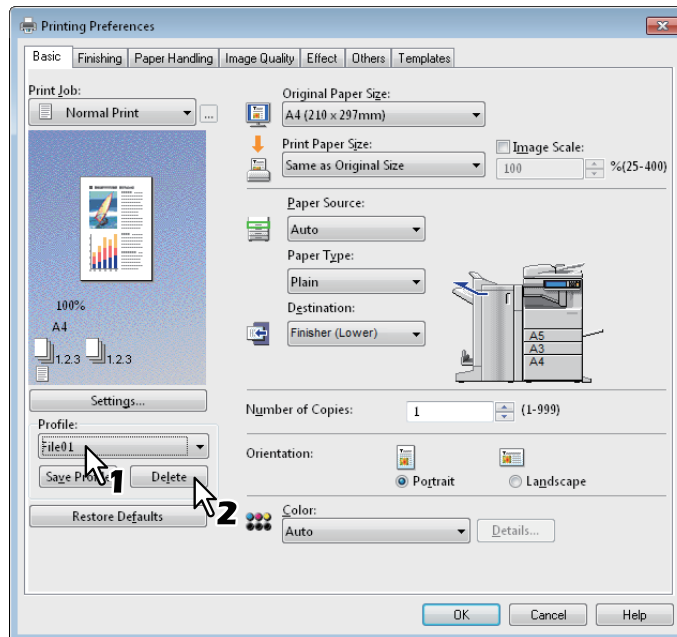 Printing Preferences
Basic Finishing Paper Handling Image Quality Effect Others Templates
Print Job:
Normal Print ...
100%
A4
1.2.3 1.2.3
Settings...
Profile:
File01
Save Profile Delete
1
2
Restore Defaults
Original Paper Size:
A4 (210 x 297mm)
Print Paper Size:
Same as Original Size
Image Scale:
100 %(25-400)
Paper Source:
Auto
Paper Type:
Plain
Destination:
Finisher (Lower)
A5
A3
A4
Number of Copies: 1 (1-999)
Orientation:
Portrait Landscape
Color:
Auto Details...
OK Cancel Help